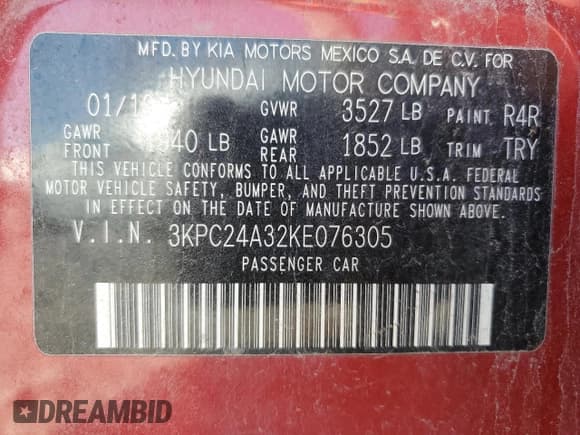 MFD. BY KIA MOTORS MEXICO S.A. DE C.V. FOR
HYUNDAI MOTOR COMPANY
GVWR 3527 LB PAINT R4R
GAWR FRONT LB GAWR REAR 1852 LB TRIM TRY
THIS VEHICLE CONFORMS TO ALL APPLICABLE U.S.A. FEDERAL
MOTOR VEHICLE SAFETY, BUMPER, AND THEFT PREVENTION STANDARDS
IN EFFECT ON THE DATE OF MANUFACTURE SHOWN ABOVE.
V.I.N. 3KPC24A32KE076305
PASSENGER CAR
DREAMBID